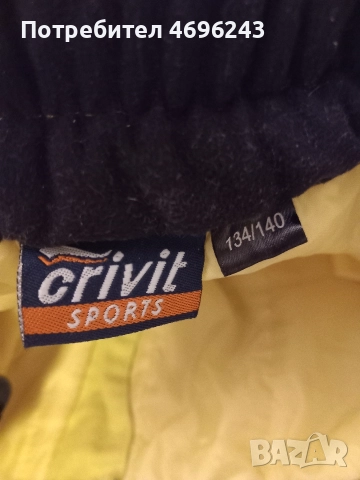 Потребител 4696243
134/140
crivit
SPORTS
BAZAR